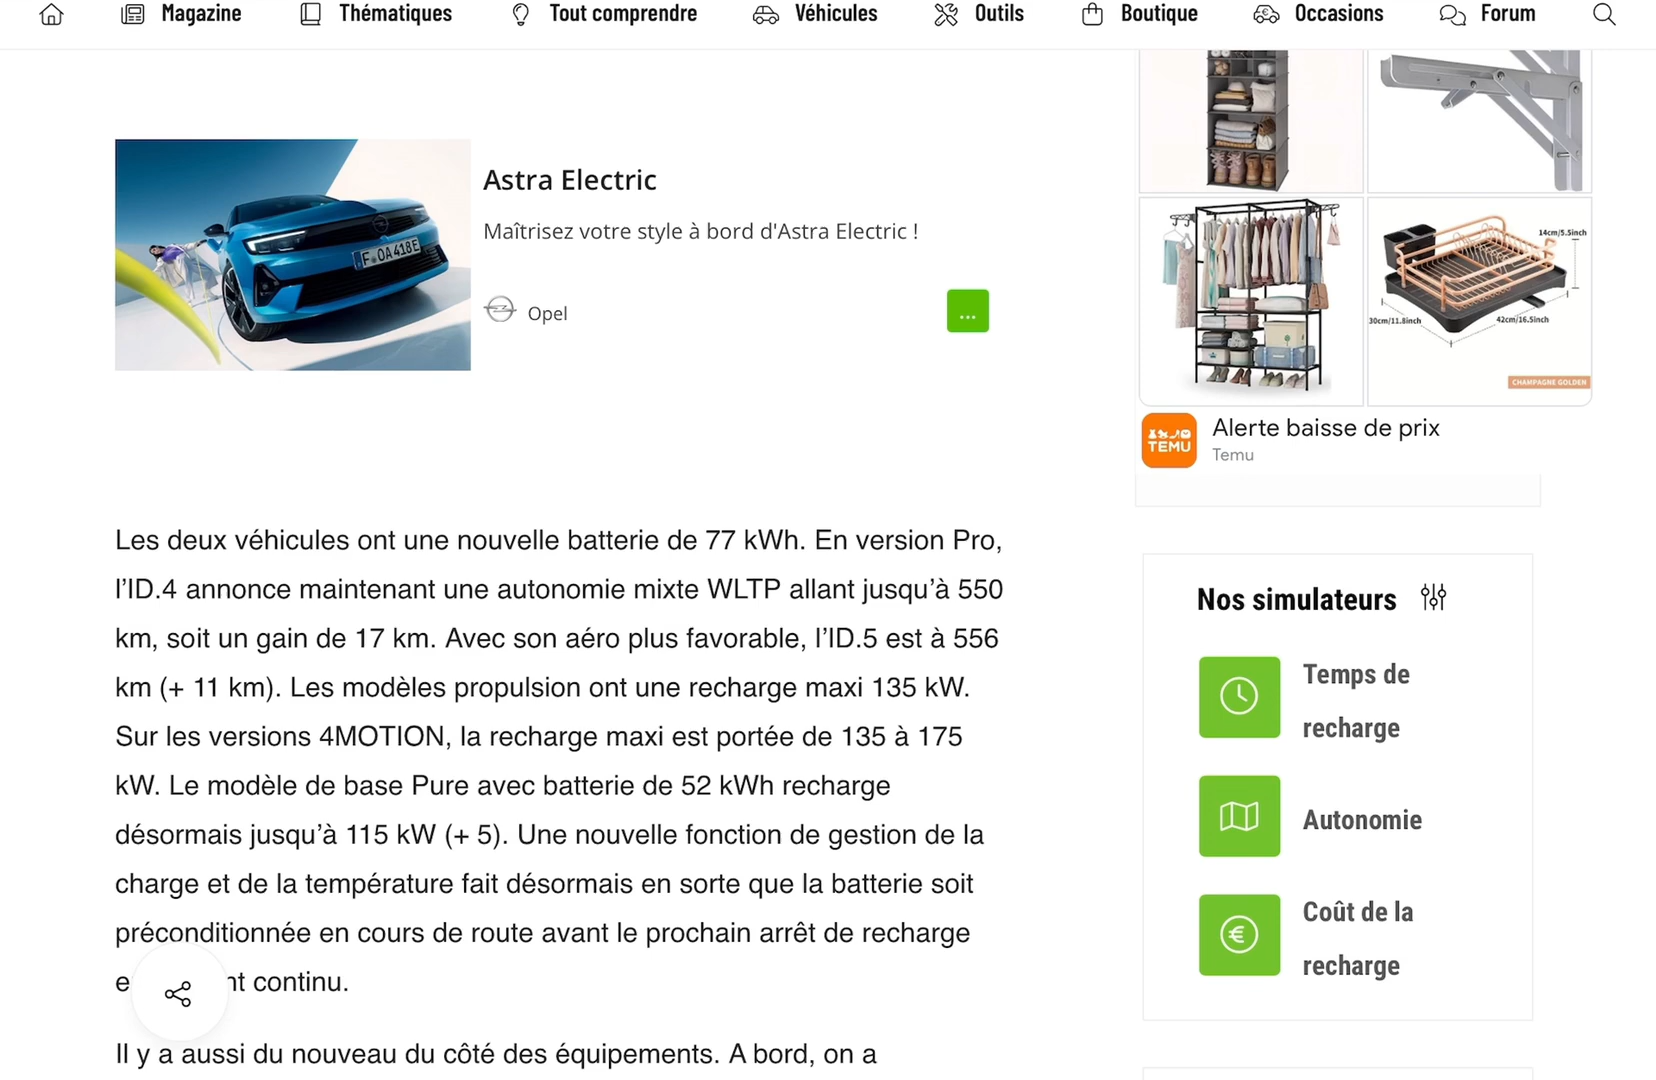 Magazine
Thématiques
Tout comprendre
Véhicules
Outils
Boutique
Occasions
Forum
F OA 418E
Astra Electric
Maîtrisez votre style à bord d'Astra Electric !
Opel
...
14cm/5.5inch
30cm/11.8inch
42cm/16.5inch
CHAMPAGNE GOLDEN
TEMU
Alerte baisse de prix
Temu
Les deux véhicules ont une nouvelle batterie de 77 kWh. En version Pro,
l’ID.4 annonce maintenant une autonomie mixte WLTP allant jusqu’à 550
km, soit un gain de 17 km. Avec son aéro plus favorable, l’ID.5 est à 556
km (+ 11 km). Les modèles propulsion ont une recharge maxi 135 kW.
Sur les versions 4MOTION, la recharge maxi est portée de 135 à 175
kW. Le modèle de base Pure avec batterie de 52 kWh recharge
désormais jusqu’à 115 kW (+ 5). Une nouvelle fonction de gestion de la
charge et de la température fait désormais en sorte que la batterie soit
préconditionnée en cours de route avant le prochain arrêt de recharge
continu.
Il y a aussi du nouveau du côté des équipements. A bord, on a
Nos simulateurs
Temps de
recharge
Autonomie
Coût de la
recharge